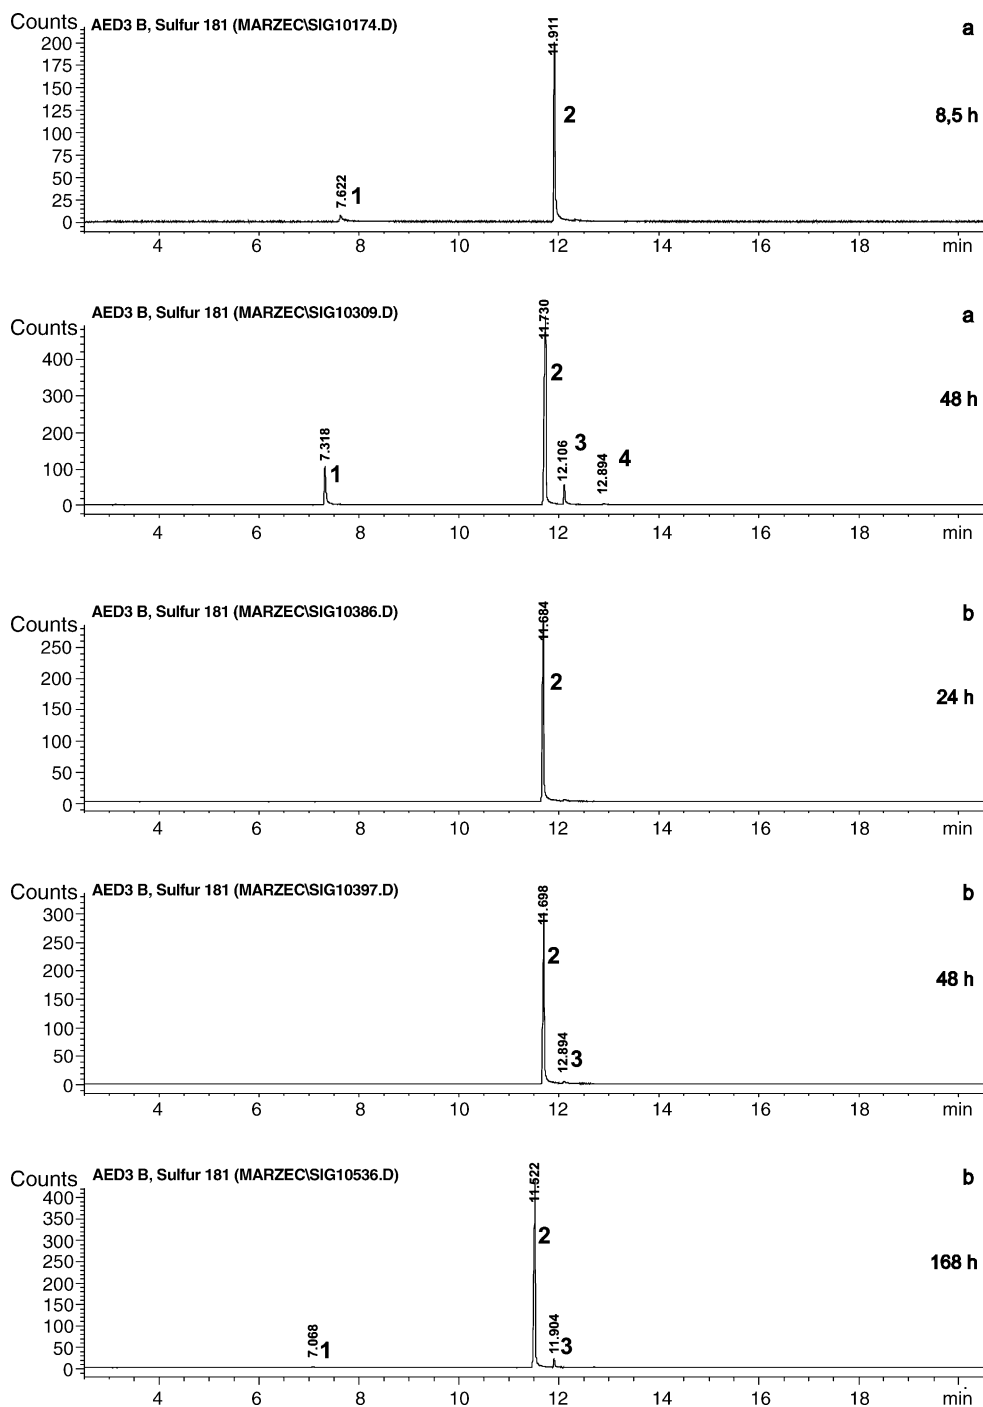 Counts AED3 B, Sulfur 181 (MARZEC\SIG10174.D) a
11.911
200
175
150
125 2 8,5 h
100
75
50 7.622 1
25
0
4 6 8 10 12 14 16 18 min
AED3 B, Sulfur 181 (MARZEC\SIG10309.D) a
Counts 11.730
400 2 48 h
300
200 7.318 1 12.106 3 12.894 4
100
0
4 6 8 10 12 14 16 18 min
AED3 B, Sulfur 181 (MARZEC\SIG10386.D) b
Counts 11.684
250
200 2 24 h
150
100
50
0
4 6 8 10 12 14 16 18 min
Counts AED3 B, Sulfur 181 (MARZEC\SIG10397.D) b
300 11.698
250 2
200 48 h
150
100
50 12.894 3
0
4 6 8 10 12 14 16 18 min
Counts AED3 B, Sulfur 181 (MARZEC\SIG10536.D) b
400 11.522
350
300 2
250 168 h
200
150
100
50 7.068 1 11.904 3
0
4 6 8 10 12 14 16 18 min